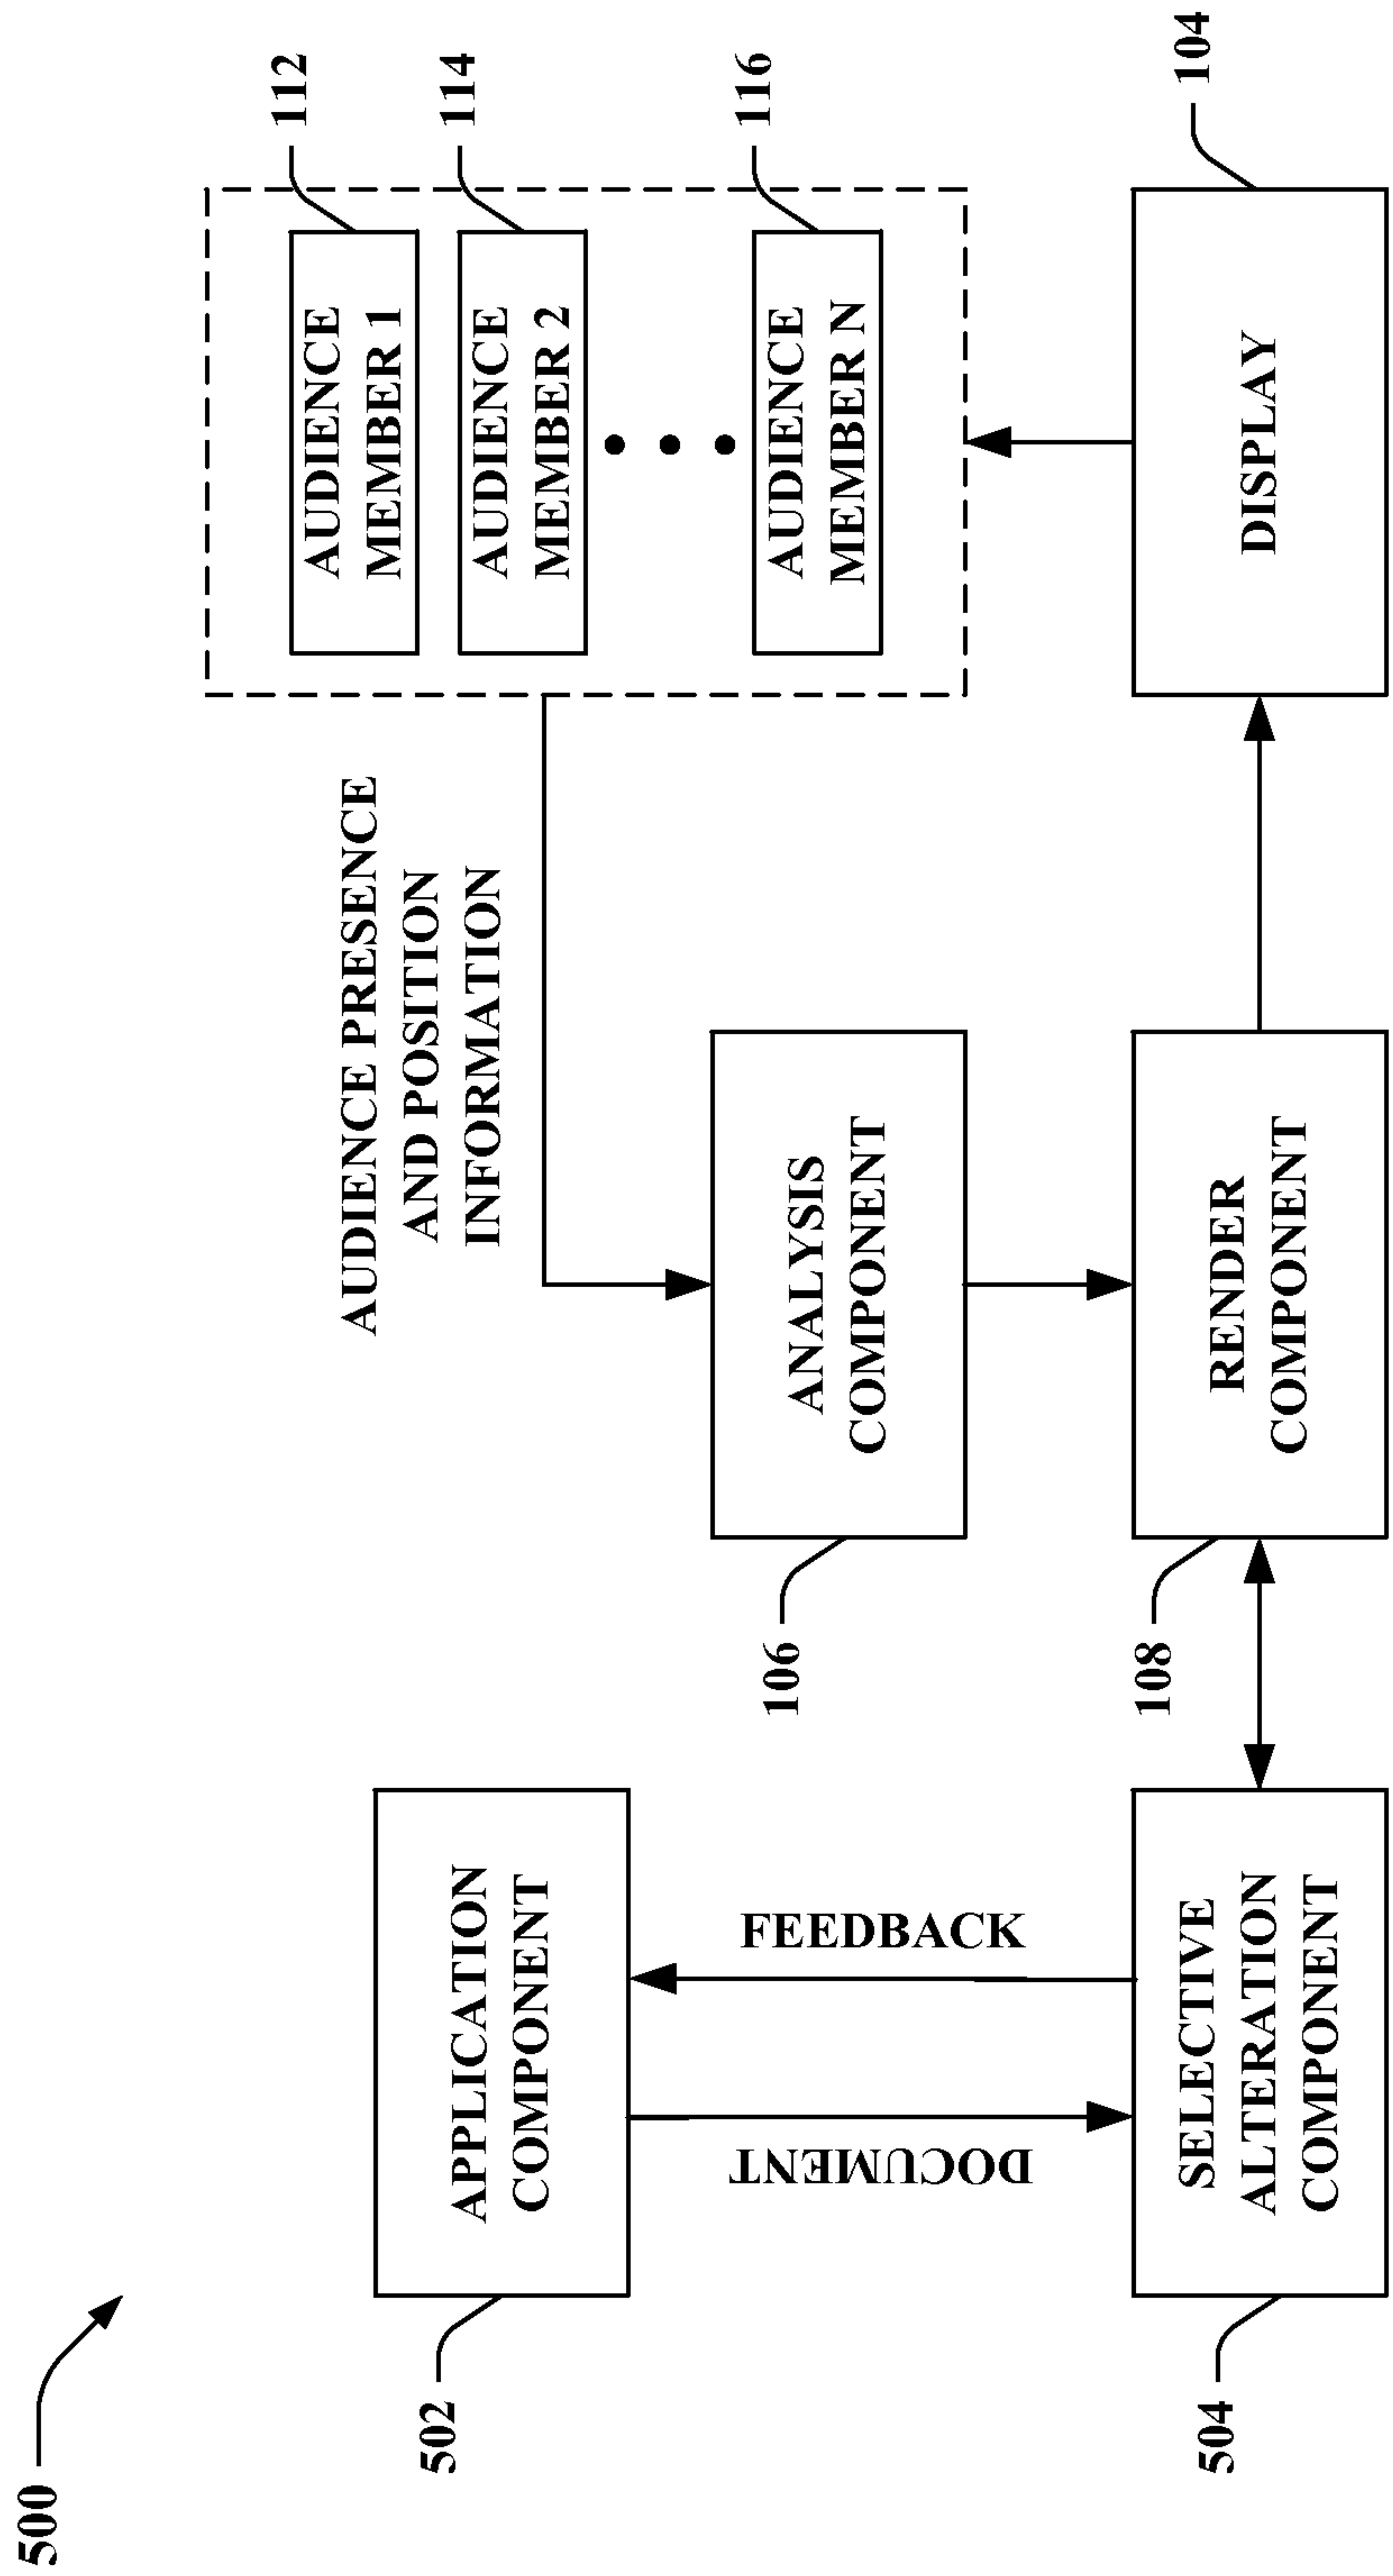 500
502
APPLICATION
COMPONENT
DOCUMENT
FEEDBACK
504
SELECTIVE
ALTERATION
COMPONENT
AUDIENCE PRESENCE
AND POSITION
INFORMATION
106
ANALYSIS
COMPONENT
108
RENDER
COMPONENT
112
AUDIENCE
MEMBER 1
114
AUDIENCE
MEMBER 2
116
AUDIENCE
MEMBER N
104
DISPLAY